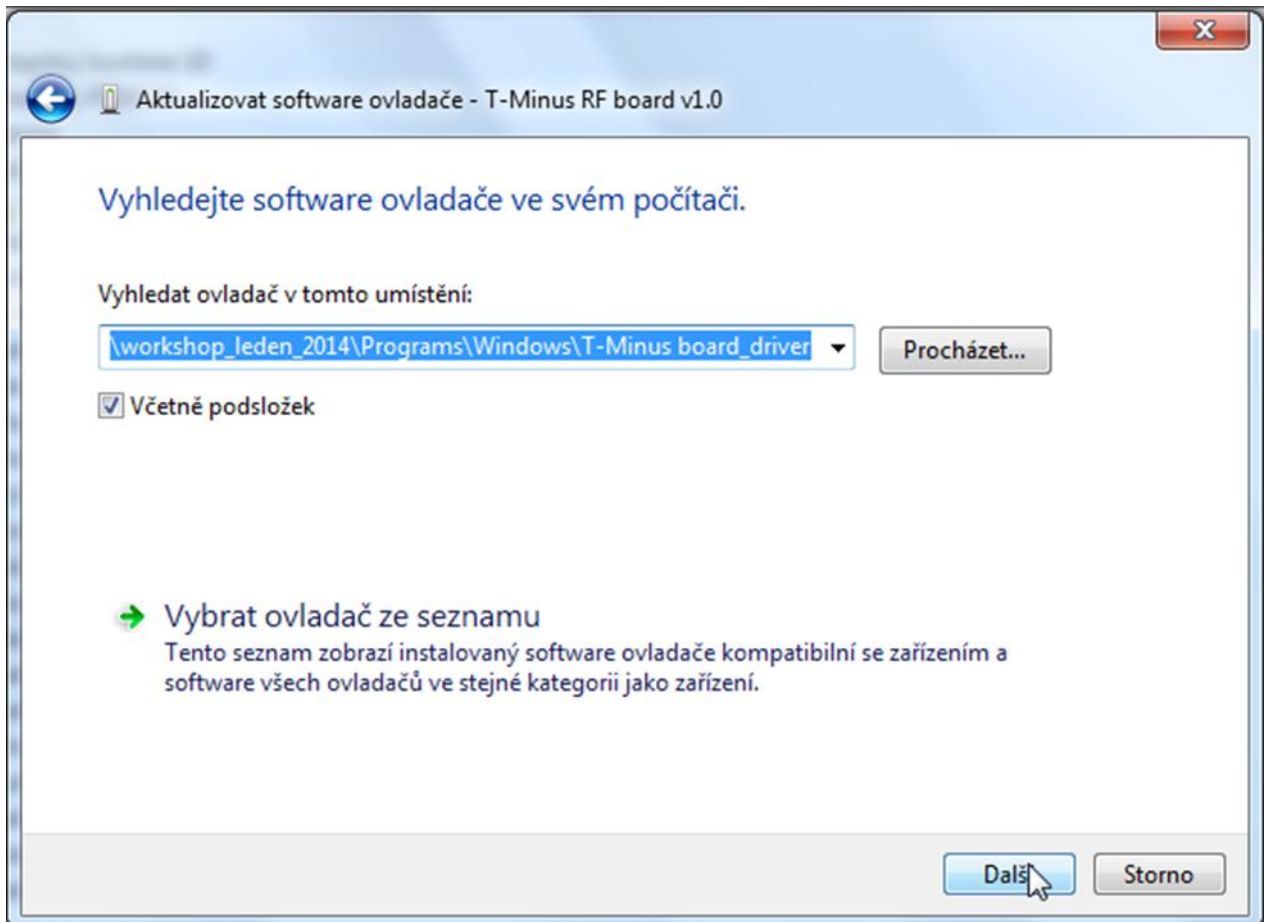 Aktualizovat software ovladače - T-Minus RF board v1.0
Vyhledejte software ovladače ve svém počítači.
Vyhledat ovladač v tomto umístění:
\workshop_leden_2014\Programs\Windows\T-Minus board_driver
Procházet...
Včetně podsložek
Vybrat ovladač ze seznamu
Tento seznam zobrazí instalovaný software ovladače kompatibilní se zařízením a
software všech ovladačů ve stejné kategorii jako zařízení.
Další
Storno